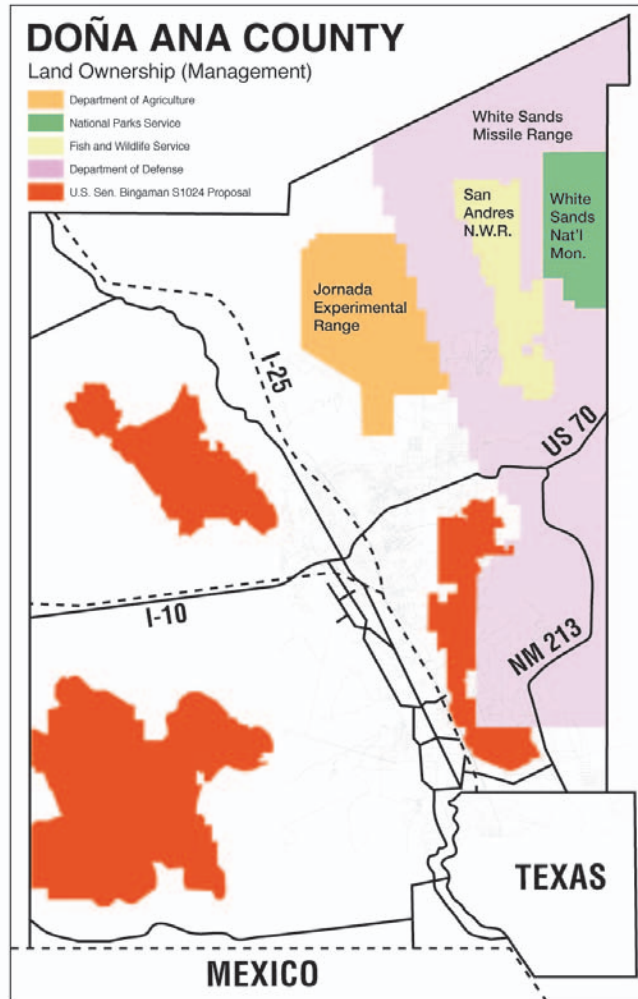 DOÑA ANA COUNTY
Land Ownership (Management)
Department of Agriculture
National Parks Service
Fish and Wildlife Service
Department of Defense
U.S. Sen. Bingaman S1024 Proposal
White Sands
Missile Range
San
Andres
N.W.R.
White
Sands
Nat'l
Mon.
Jornada
Experimental
Range
I-25
US 70
I-10
NM 213
TEXAS
MEXICO